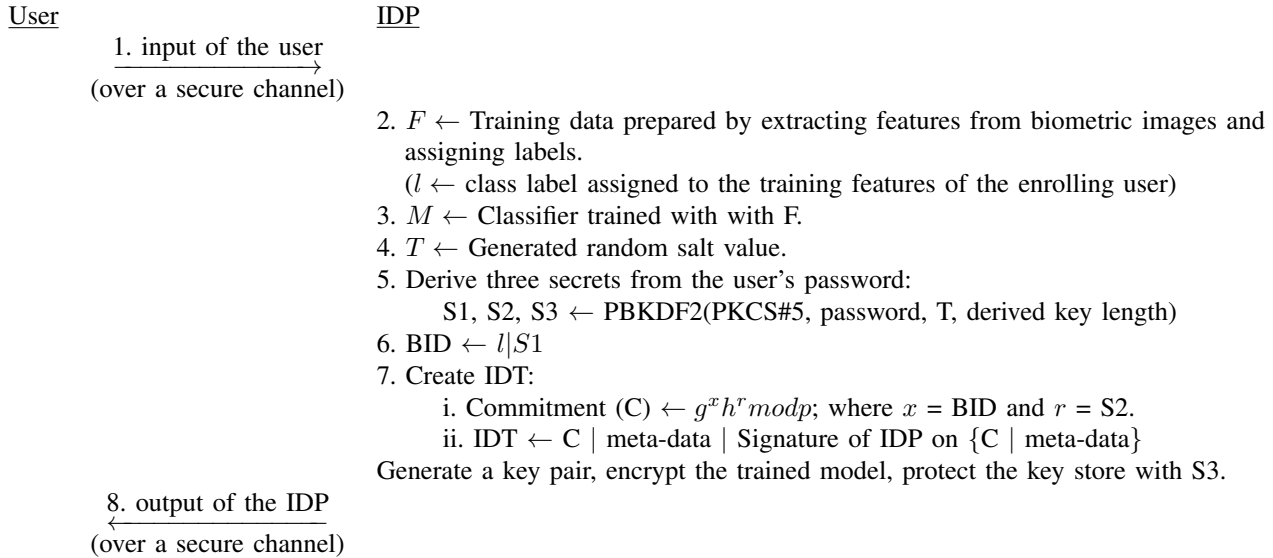 User IDP
1. input of the user
(over a secure channel)
2. F ← Training data prepared by extracting features from biometric images and
assigning labels.
(l ← class label assigned to the training features of the enrolling user)
3. M ← Classifier trained with with F.
4. T ← Generated random salt value.
5. Derive three secrets from the user's password:
S1, S2, S3 ← PBKDF2(PKCS#5, password, T, derived key length)
6. BID ← l|S1
7. Create IDT:
i. Commitment (C) ← g^x h^r modp; where x = BID and r = S2.
ii. IDT ← C | meta-data | Signature of IDP on {C | meta-data}
Generate a key pair, encrypt the trained model, protect the key store with S3.
8. output of the IDP
(over a secure channel)